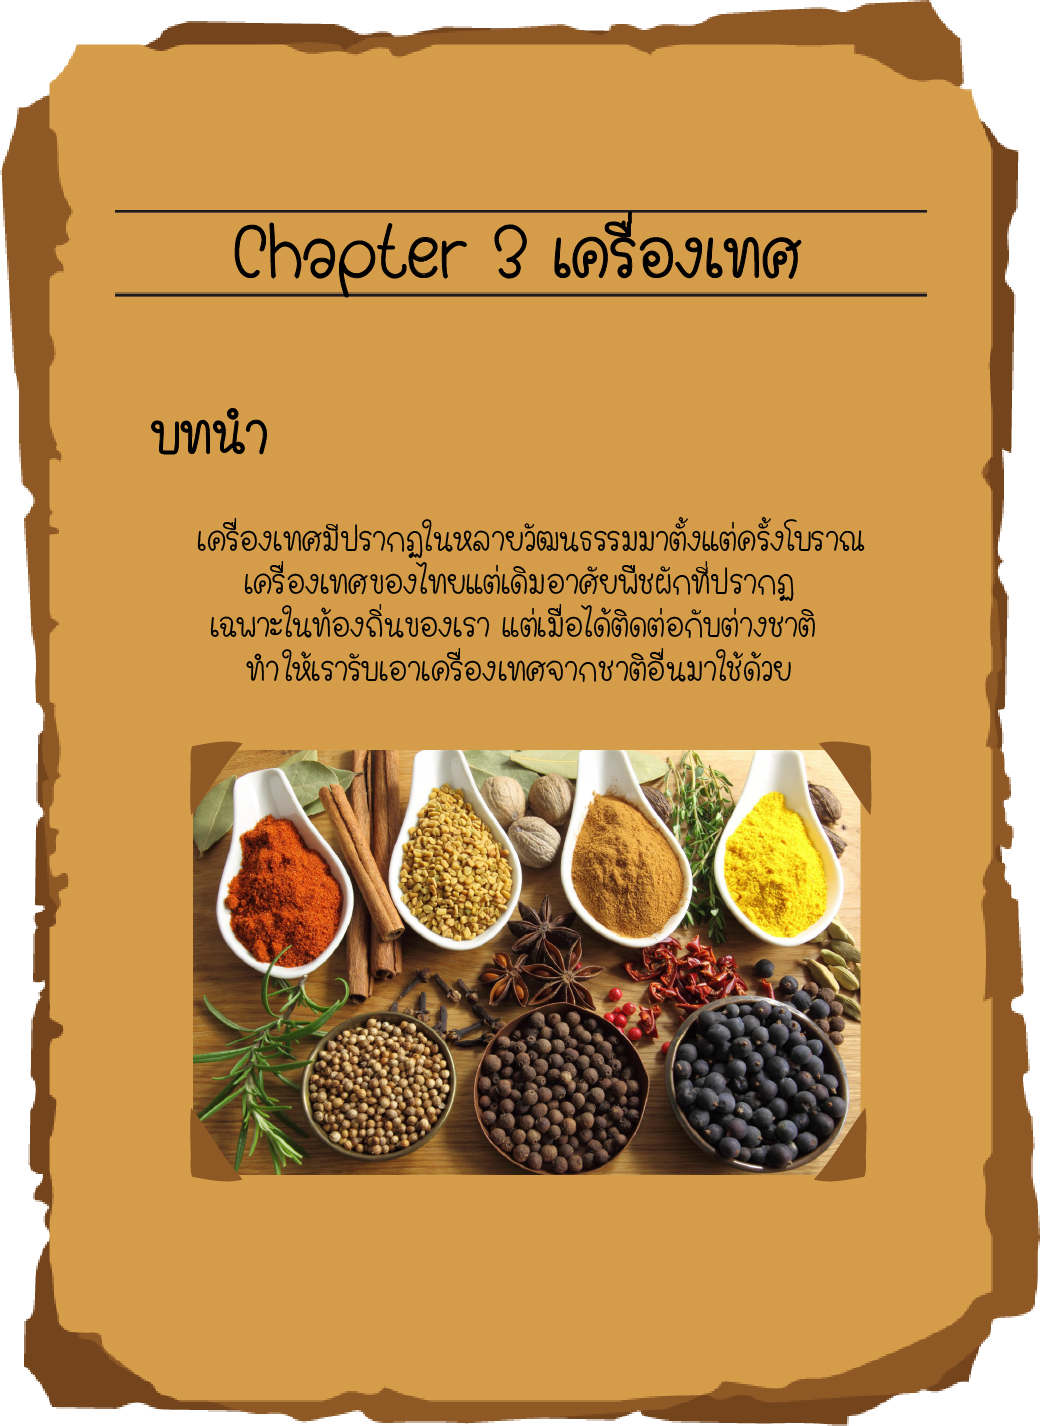 Chapter 3 เครื่องเทศ
บทนำ
เครื่องเทศมีปรากฏในหลายวัฒนธรรมมาตั้งแต่ครั้งโบราณ
เครื่องเทศของไทยแต่เดิมอาศัยพืชผักที่ปรากฏ
เฉพาะในท้องถิ่นของเรา แต่เมื่อได้ติดต่อกับต่างชาติ
ทำให้เรารับเอาเครื่องเทศจากชาติอื่นมาใช้ด้วย